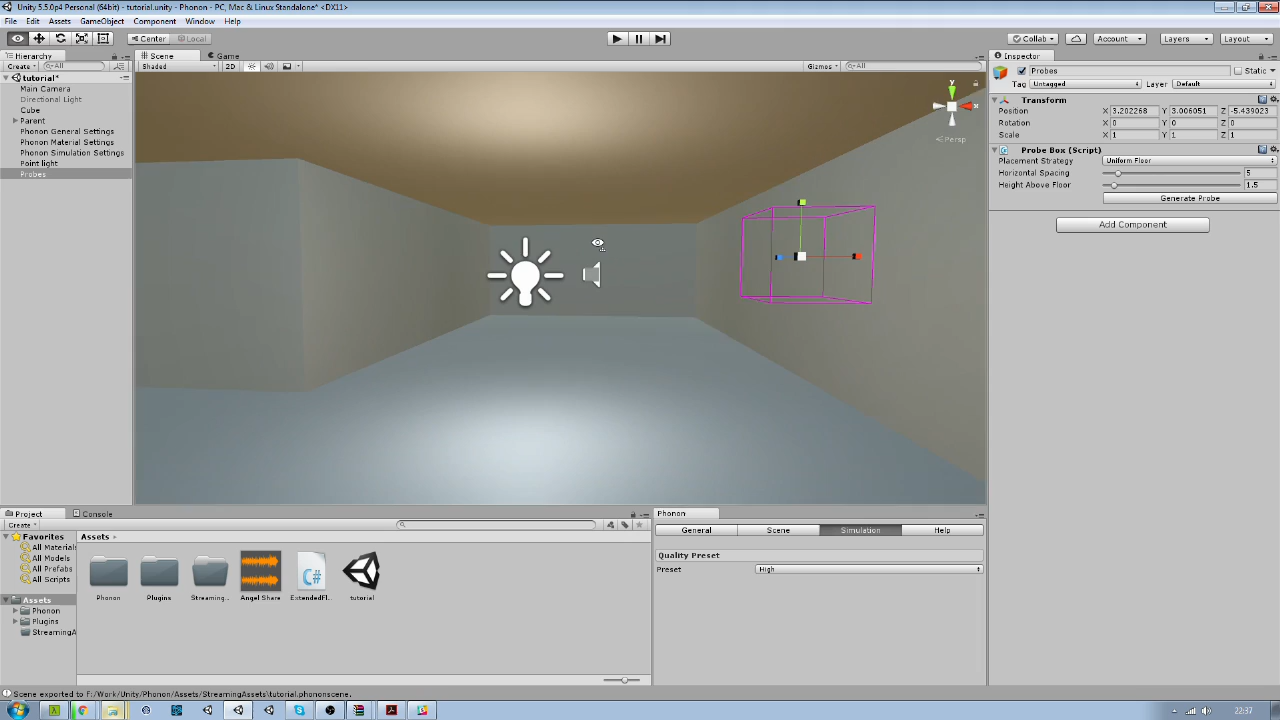 Unity 5.5.0p4 Personal (64bit) - tutorial.unity - Phonon - PC, Mac & Linux Standalone* <DX11>
File Edit Assets GameObject Component Window Help
Center Local Collab Account Layers Layout
Hierarchy
Create All
tutorial*
Main Camera
Directional Light
Cube
Parent
Phonon General Settings
Phonon Material Settings
Phonon Simulation Settings
Point light
Probes
Scene Game
Shaded 2D Gizmos All
y
x
Persp
Inspector
Probes Static
Tag Untagged Layer Default
Transform
Position X 3.202268 Y 3.006051 Z -5.439023
Rotation X 0 Y 0 Z 0
Scale X 1 Y 1 Z 1
Probe Box (Script)
Placement Strategy Uniform Floor
Horizontal Spacing 5
Height Above Floor 1.5
Generate Probe
Add Component
Project Console
Create
Favorites
All Materials
All Models
All Prefabs
All Scripts
Assets
Phonon
Plugins
StreamingA
Assets
Phonon Plugins Streaming... Angel Share ExtendedFl... tutorial
C#
Phonon
General Scene Simulation Help
Quality Preset
Preset High
Scene exported to F:/Work/Unity/Phonon/Assets/StreamingAssets\tutorial.phononscene.
22:37